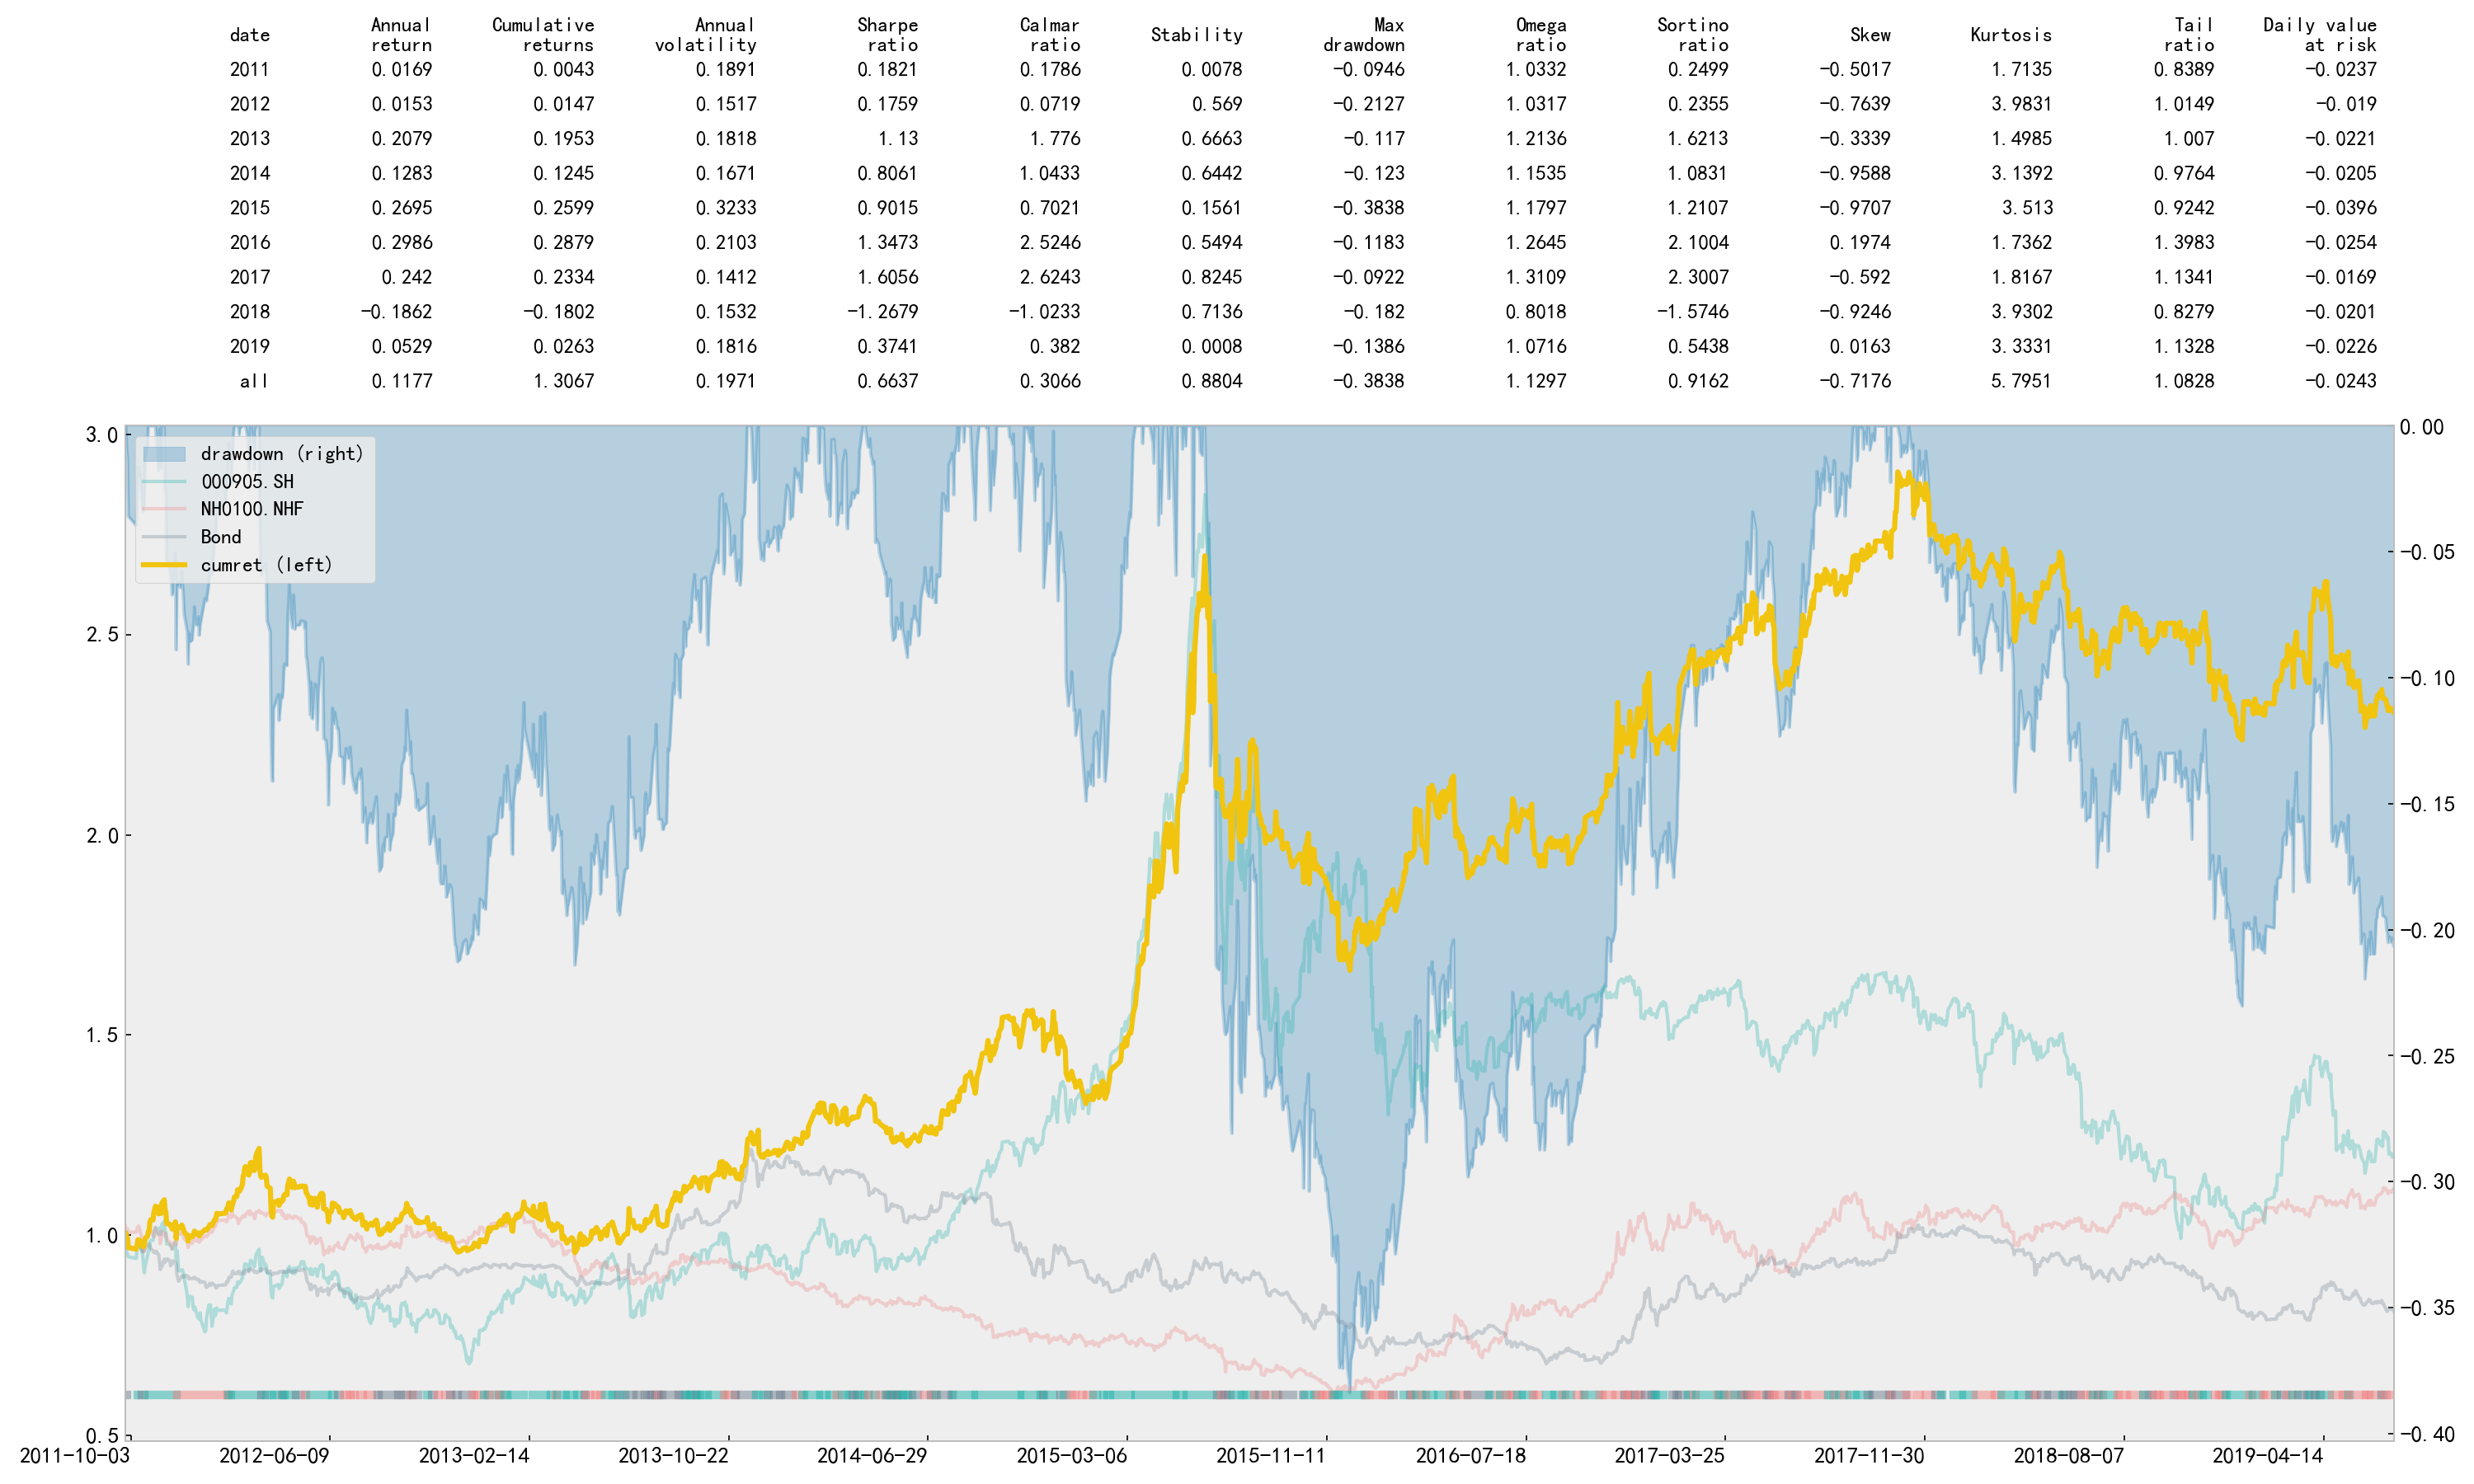 date Annual return Cumulative returns Annual volatility Sharpe ratio Calmar ratio Stability Max drawdown Omega ratio Sortino ratio Skew Kurtosis Tail ratio Daily value at risk
2011 0.0169 0.0043 0.1891 0.1821 0.1786 0.0078 −0.0946 1.0332 0.2499 −0.5017 1.7135 0.8389 −0.0237
2012 0.0153 0.0147 0.1517 0.1759 0.0719 0.569 −0.2127 1.0317 0.2355 −0.7639 3.9831 1.0149 −0.019
2013 0.2079 0.1953 0.1818 1.13 1.776 0.6663 −0.117 1.2136 1.6213 −0.3339 1.4985 1.007 −0.0221
2014 0.1283 0.1245 0.1671 0.8061 1.0433 0.6442 −0.123 1.1535 1.0831 −0.9588 3.1392 0.9764 −0.0205
2015 0.2695 0.2599 0.3233 0.9015 0.7021 0.1561 −0.3838 1.1797 1.2107 −0.9707 3.513 0.9242 −0.0396
2016 0.2986 0.2879 0.2103 1.3473 2.5246 0.5494 −0.1183 1.2645 2.1004 0.1974 1.7362 1.3983 −0.0254
2017 0.242 0.2334 0.1412 1.6056 2.6243 0.8245 −0.0922 1.3109 2.3007 −0.592 1.8167 1.1341 −0.0169
2018 −0.1862 −0.1802 0.1532 −1.2679 −1.0233 0.7136 −0.182 0.8018 −1.5746 −0.9246 3.9302 0.8279 −0.0201
2019 0.0529 0.0263 0.1816 0.3741 0.382 0.0008 −0.1386 1.0716 0.5438 0.0163 3.3331 1.1328 −0.0226
all 0.1177 1.3067 0.1971 0.6637 0.3066 0.8804 −0.3838 1.1297 0.9162 −0.7176 5.7951 1.0828 −0.0243
3.0
2.5
2.0
1.5
1.0
0.5
drawdown (right)
000905.SH
NH0100.NHF
Bond
cumret (left)
0.00
−0.05
−0.10
−0.15
−0.20
−0.25
−0.30
−0.35
−0.40
2011-10-03 2012-06-09 2013-02-14 2013-10-22 2014-06-29 2015-03-06 2015-11-11 2016-07-18 2017-03-25 2017-11-30 2018-08-07 2019-04-14